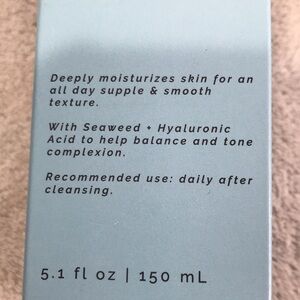 Deeply moisturizes skin for an
all day supple & smooth
texture.
With Seaweed + Hyaluronic
Acid to help balance and tone
complexion.
Recommended use: daily after
cleansing.
5.1 fl oz | 150 mL